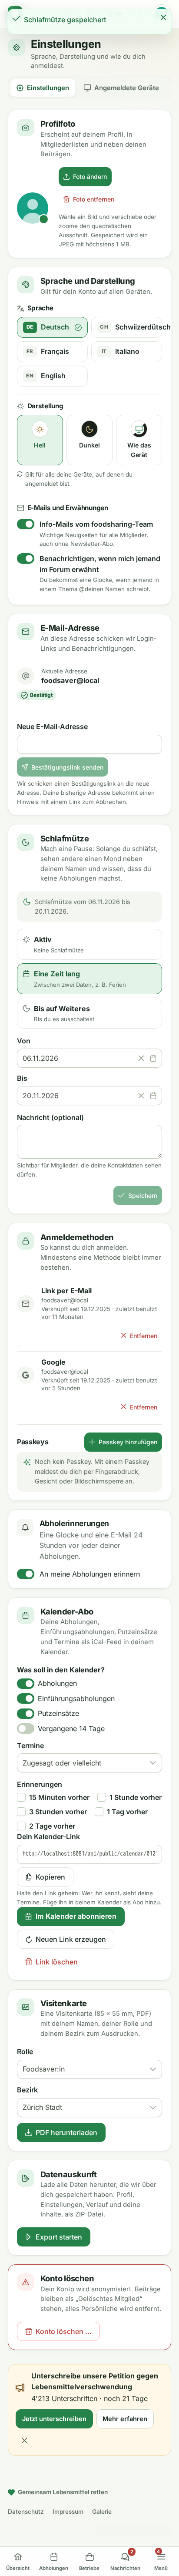 Schlafmütze gespeichert
Einstellungen
Darstellung, Sprache und wie du dich
anmeldest.
Einstellungen
Angemeldete Geräte
Profilfoto
Erscheint auf deinem Profil, in
Mitgliederlisten und neben deinen
Beiträgen.
Foto ändern
Foto entfernen
Wähle ein Bild und verschiebe oder
zoome den quadratischen
Ausschnitt. Gespeichert wird ein
JPEG mit höchstens 1 MB.
Sprache und Darstellung
Gilt für dein Konto auf allen Geräten.
Sprache
DE Deutsch
CH Schwiizerdütsch
FR Français
IT Italiano
EN English
Darstellung
Hell
Dunkel
Wie das
Gerät
Gilt für alle deine Geräte, auf denen du
angemeldet bist.
E-Mails und Erwähnungen
Info-Mails vom foodsharing-Team
Wichtige Neuigkeiten für alle Mitglieder,
auch ohne Newsletter-Abo.
Benachrichtigen, wenn mich jemand
im Forum erwähnt
Du bekommst eine Glocke, wenn jemand in
einem Thema @deinen Namen schreibt.
E-Mail-Adresse
An diese Adresse schicken wir Login-
Links und Benachrichtigungen.
Aktuelle Adresse
foodsaver@local
Bestätigt
Neue E-Mail-Adresse
Bestätigungslink senden
Wir schicken einen Bestätigungslink an die neue
Adresse. Deine bisherige Adresse bekommt einen
Hinweis mit einem Link zum Abbrechen.
Schlafmütze
Mach eine Pause: Solange du schläfst,
sehen andere einen Mond neben
deinem Namen und wissen, dass du
keine Abholungen machst.
Schlafmütze vom 06.11.2026 bis
20.11.2026.
Aktiv
Keine Schlafmütze
Eine Zeit lang
Zwischen zwei Daten, z. B. Ferien
Bis auf Weiteres
Bis du es ausschaltest
Von
06.11.2026
Bis
20.11.2026
Nachricht (optional)
Sichtbar für Mitglieder, die deine Kontaktdaten sehen
dürfen.
Speichern
Anmeldemethoden
So kannst du dich anmelden.
Mindestens eine Methode bleibt immer
bestehen.
Link per E-Mail
foodsaver@local
Verknüpft seit 19.12.2025 · zuletzt benutzt
vor 11 Monaten
Entfernen
Google
foodsaver@local
Verknüpft seit 19.12.2025 · zuletzt benutzt
vor 5 Stunden
Entfernen
Passkeys
Passkey hinzufügen
Noch kein Passkey. Mit einem Passkey
meldest du dich per Fingerabdruck,
Gesicht oder Bildschirmsperre an.
Abholerinnerungen
Eine Glocke und eine E-Mail 24
Stunden vor jeder deiner
Abholungen.
An meine Abholungen erinnern
Kalender-Abo
Deine Abholungen,
Einführungsabholungen, Putzeinsätze
und Termine als iCal-Feed in deinem
Kalender.
Was soll in den Kalender?
Abholungen
Einführungsabholungen
Putzeinsätze
Vergangene 14 Tage
Termine
Zugesagt oder vielleicht
Erinnerungen
15 Minuten vorher
1 Stunde vorher
3 Stunden vorher
1 Tag vorher
2 Tage vorher
Dein Kalender-Link
Kopieren
Halte den Link geheim: Wer ihn kennt, sieht deine
Termine. Füge ihn in deinem Kalender als Abo hinzu.
Im Kalender abonnieren
Neuen Link erzeugen
Link löschen
Visitenkarte
Eine Visitenkarte (85 × 55 mm, PDF)
mit deinem Namen, deiner Rolle und
deinem Bezirk zum Ausdrucken.
Rolle
Foodsaver:in
Bezirk
Zürich Stadt
PDF herunterladen
Datenauskunft
Lade alle Daten herunter, die wir über
dich gespeichert haben: Profil,
Einstellungen, Verlauf und deine
Inhalte, als ZIP-Datei.
Export starten
Konto löschen
Dein Konto wird anonymisiert. Beiträge
bleiben als „Gelöschtes Mitglied"
stehen, alles Persönliche wird entfernt.
Konto löschen ...
Unterschreibe unsere Petition gegen
Lebensmittelverschwendung
4'213 Unterschriften · noch 21 Tage
Jetzt unterschreiben
Mehr erfahren
Gemeinsam Lebensmittel retten
Datenschutz
Impressum
Galerie
2
4
Übersicht
Abholungen
Betriebe
Nachrichten
Menü